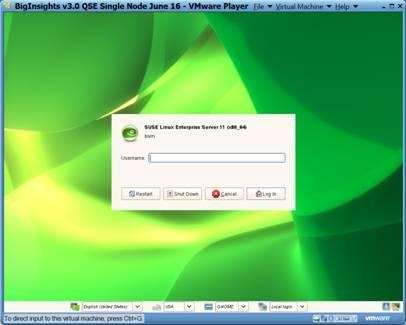 BigInsights v3.0 QSE Single Node June 16 - VMware Player File Virtual Machine Help
SUSE Linux Enterprise Server 11 (x86_64)
bivm
Username:
Restart Shut Down Cancel Log In
English (United States) USA GNOME Local login
To direct input to this virtual machine, press Ctrl+G.
vmware